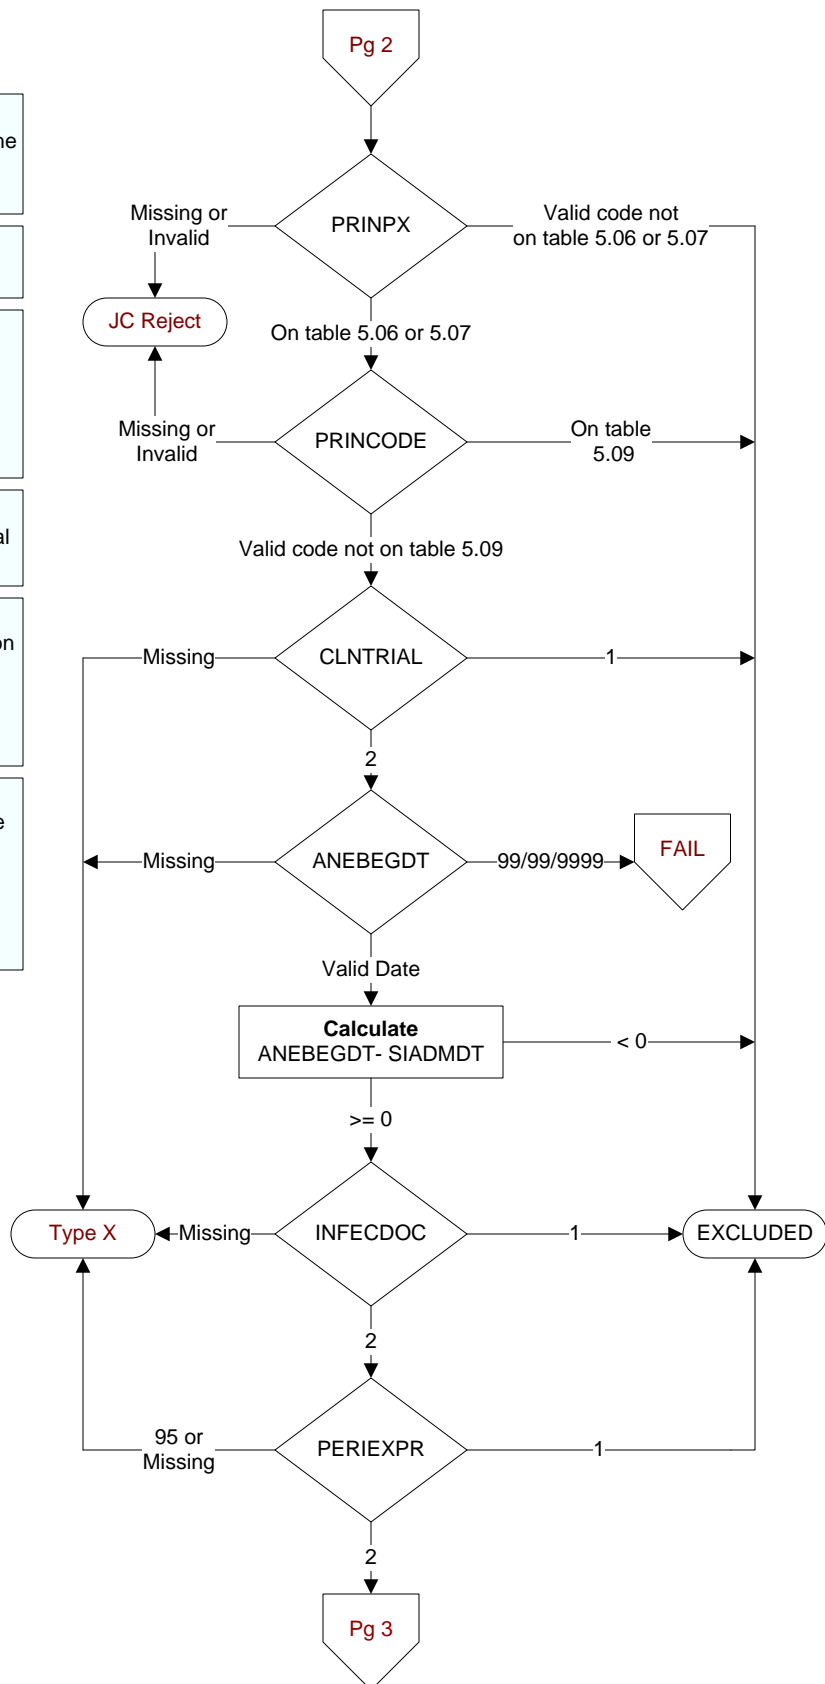 Pg 2
ne
Missing or
Invalid
PRINPX
Valid code not
on table 5.06 or 5.07
JC Reject
On table 5.06 or 5.07
Missing or
Invalid
PRINCODE
On table
5.09
al
Valid code not on table 5.09
on
Missing
CLNTRIAL
1
2
e
Missing
ANEBEGDT
99/99/9999
FAIL
Valid Date
Calculate
ANEBEGDT- SIADMDT
< 0
>= 0
Type X
Missing
INFECDOC
1
EXCLUDED
2
95 or
Missing
PERIEXPR
1
2
Pg 3